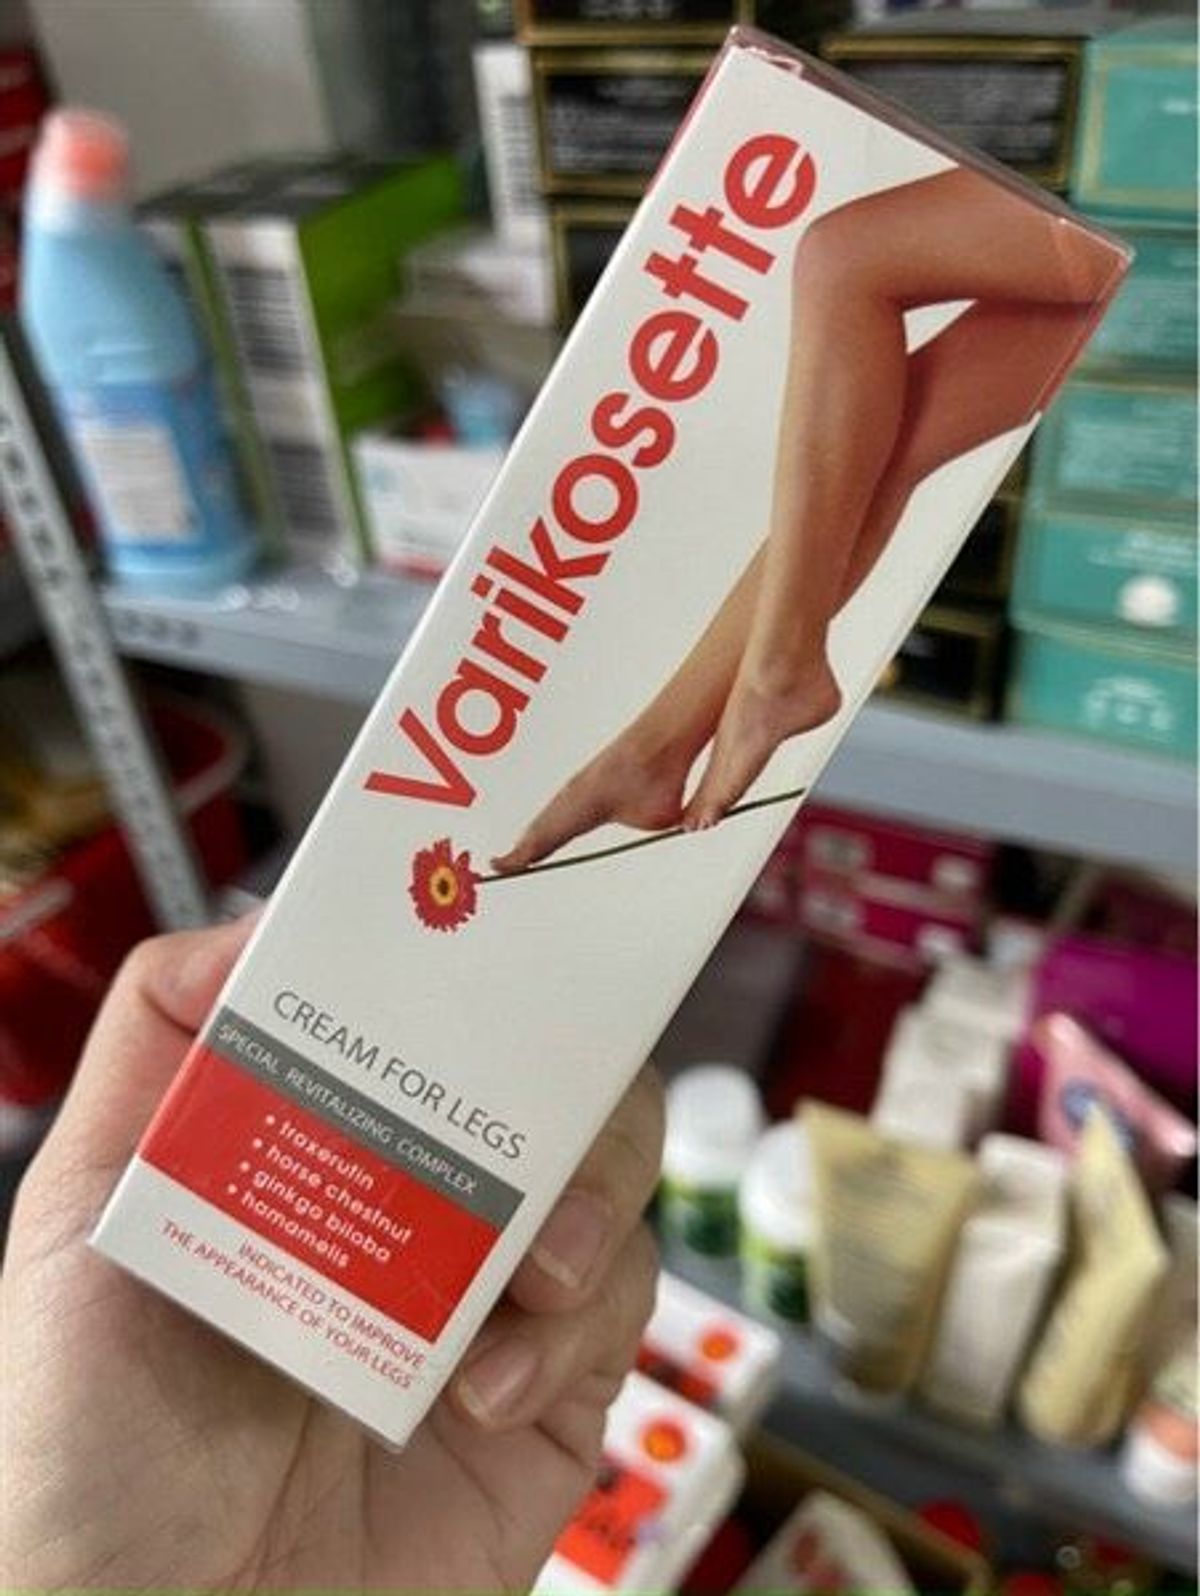 Varikosette
CREAM FOR LEGS
SPECIAL REVITALIZING COMPLEX
• troxerutin
• horse chestnut
• ginkgo biloba
• hamamelis
INDICATED TO IMPROVE
THE APPEARANCE OF YOUR LEGS